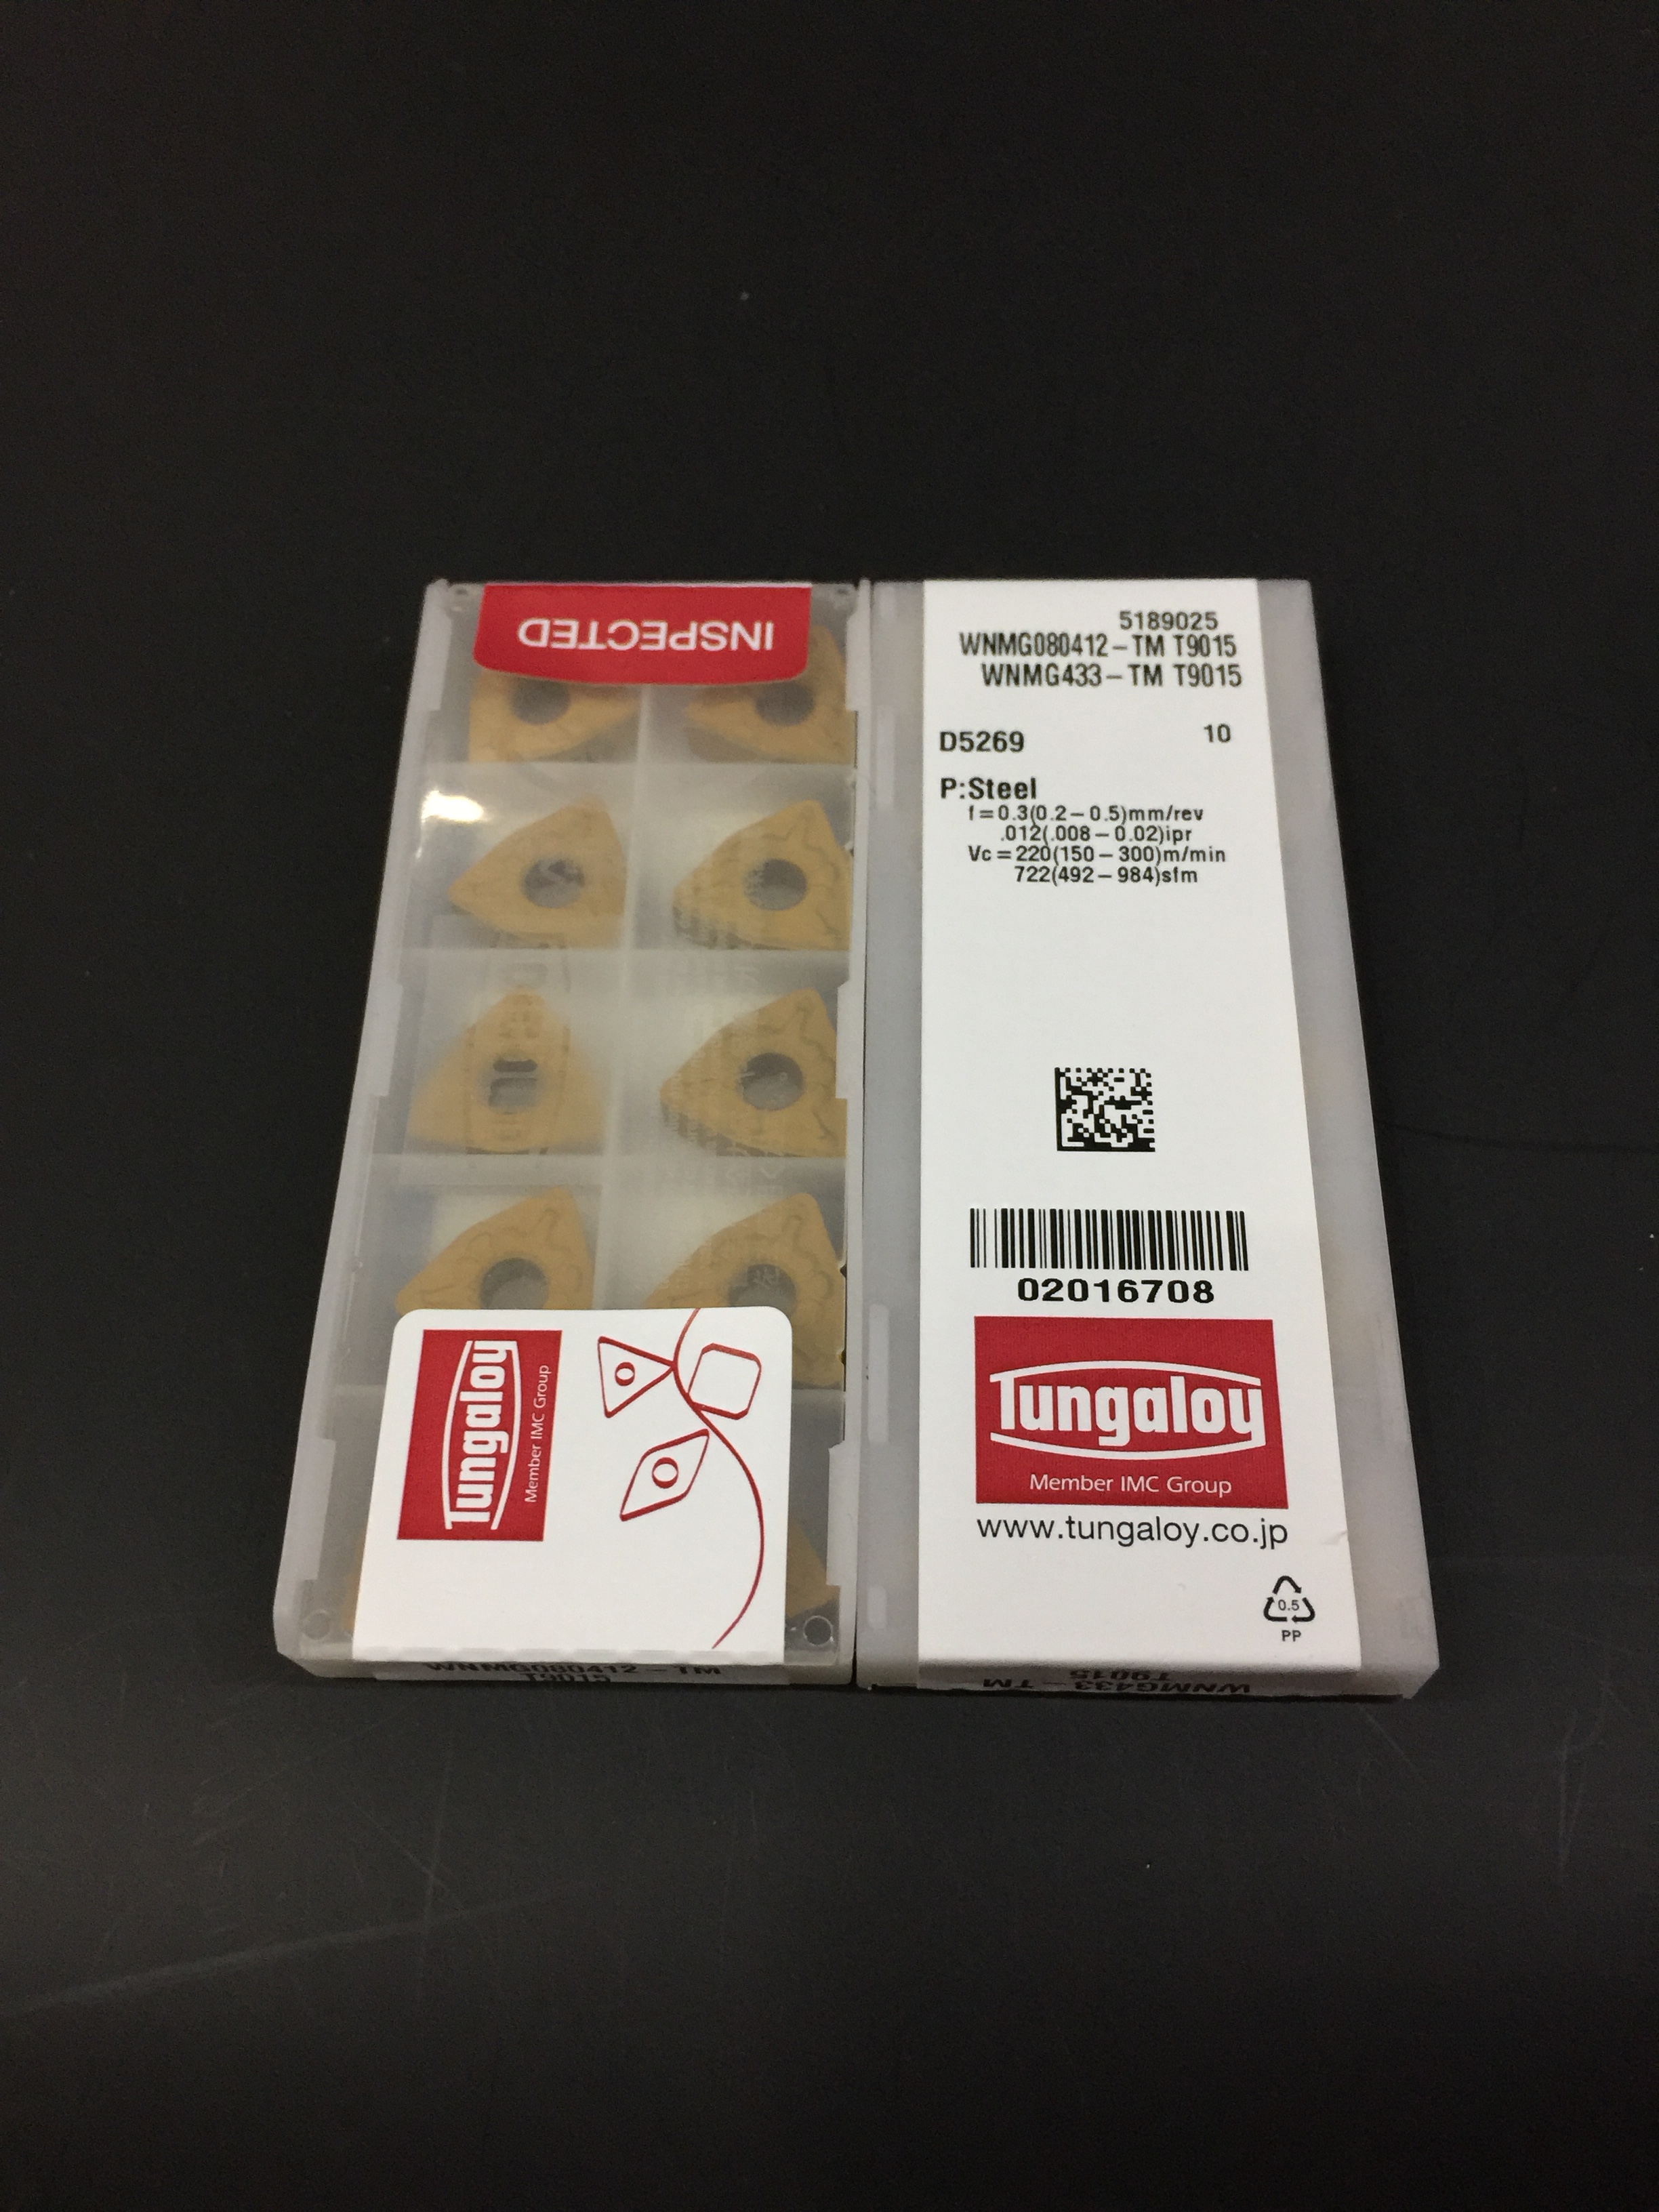 INSPECTED
Tungaloy
Member IMC Group
WNMG080412-TM
T9015
5189025
WNMG080412-TM T9015
WNMG433-TM T9015
D5269 10
P:Steel
f=0.3(0.2-0.5)mm/rev
.012(.008-0.02)ipr
Vc=220(150-300)m/min
722(492-984)sfm
02016708
Tungaloy
Member IMC Group
www.tungaloy.co.jp
0.5
PP
WNMG433-TM
T9015